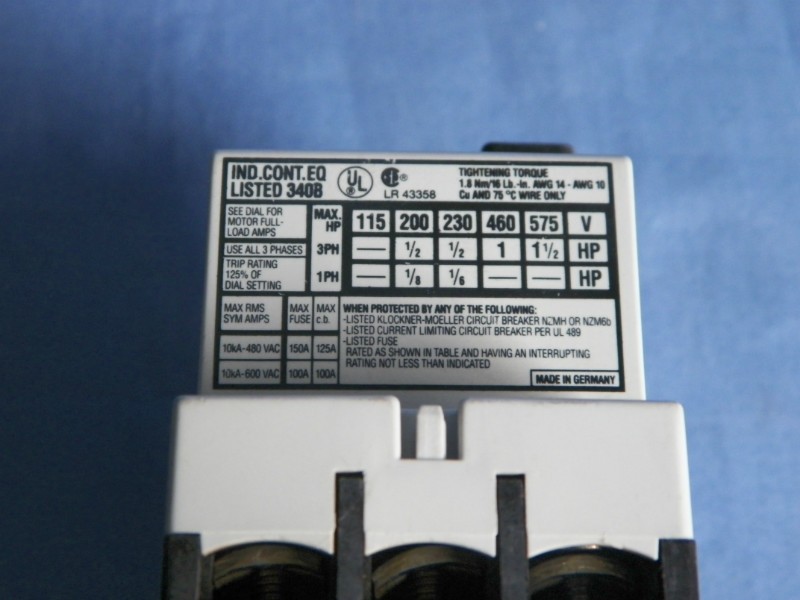 IND.CONT.EQ
LISTED 340B
UL
LR 43358
TIGHTENING TORQUE
1.8 Nm/16 Lb.-in. AWG 14 - AWG 10
Cu AND 75 °C WIRE ONLY
SEE DIAL FOR
MOTOR FULL-
LOAD AMPS
MAX.
HP
115 200 230 460 575 V
USE ALL 3 PHASES
3PH — 1/2 1/2 1 1 1/2 HP
TRIP RATING
125% OF
DIAL SETTING
1PH — 1/8 1/6 — — HP
MAX RMS
SYM AMPS
MAX
FUSE
MAX
c.b.
10kA-480 VAC 150A 125A
10kA-600 VAC 100A 100A
WHEN PROTECTED BY ANY OF THE FOLLOWING:
-LISTED KLOCKNER-MOELLER CIRCUIT BREAKER NZMH OR NZM6b
-LISTED CURRENT LIMITING CIRCUIT BREAKER PER UL 489
-LISTED FUSE
RATED AS SHOWN IN TABLE AND HAVING AN INTERRUPTING
RATING NOT LESS THAN INDICATED
MADE IN GERMANY